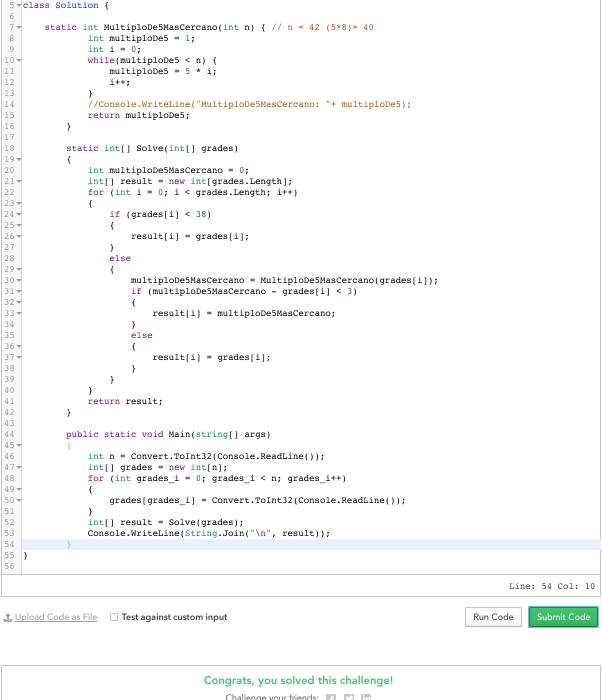 5 class Solution {
6
7 static int MultiploDe5MasCercano(int n) { // n = 42 (5*8)= 40
8 int multiploDe5 = 1;
9 int i = 0;
10 while(multiploDe5 < n) {
11 multiploDe5 = 5 * i;
12 i++;
13 }
14 //Console.WriteLine("MultiploDe5MasCercano: "+ multiploDe5);
15 return multiploDe5;
16 }
17
18 static int[] Solve(int[] grades)
19 {
20 int multiploDe5MasCercano = 0;
21 int[] result = new int[grades.Length];
22 for (int i = 0; i < grades.Length; i++)
23 {
24 if (grades[i] < 38)
25 {
26 result[i] = grades[i];
27 }
28 else
29 {
30 multiploDe5MasCercano = MultiploDe5MasCercano(grades[i]);
31 if (multiploDe5MasCercano - grades[i] < 3)
32 {
33 result[i] = multiploDe5MasCercano;
34 }
35 else
36 {
37 result[i] = grades[i];
38 }
39 }
40 }
41 return result;
42 }
43
44 public static void Main(string[] args)
45 {
46 int n = Convert.ToInt32(Console.ReadLine());
47 int[] grades = new int[n];
48 for (int grades_i = 0; grades_i < n; grades_i++)
49 {
50 grades[grades_i] = Convert.ToInt32(Console.ReadLine());
51 }
52 int[] result = Solve(grades);
53 Console.WriteLine(String.Join("\n", result));
54 }
55 }
56
Line: 54 Col: 10
Upload Code as File Test against custom input Run Code Submit Code
Congrats, you solved this challenge!
Challenge your friends: